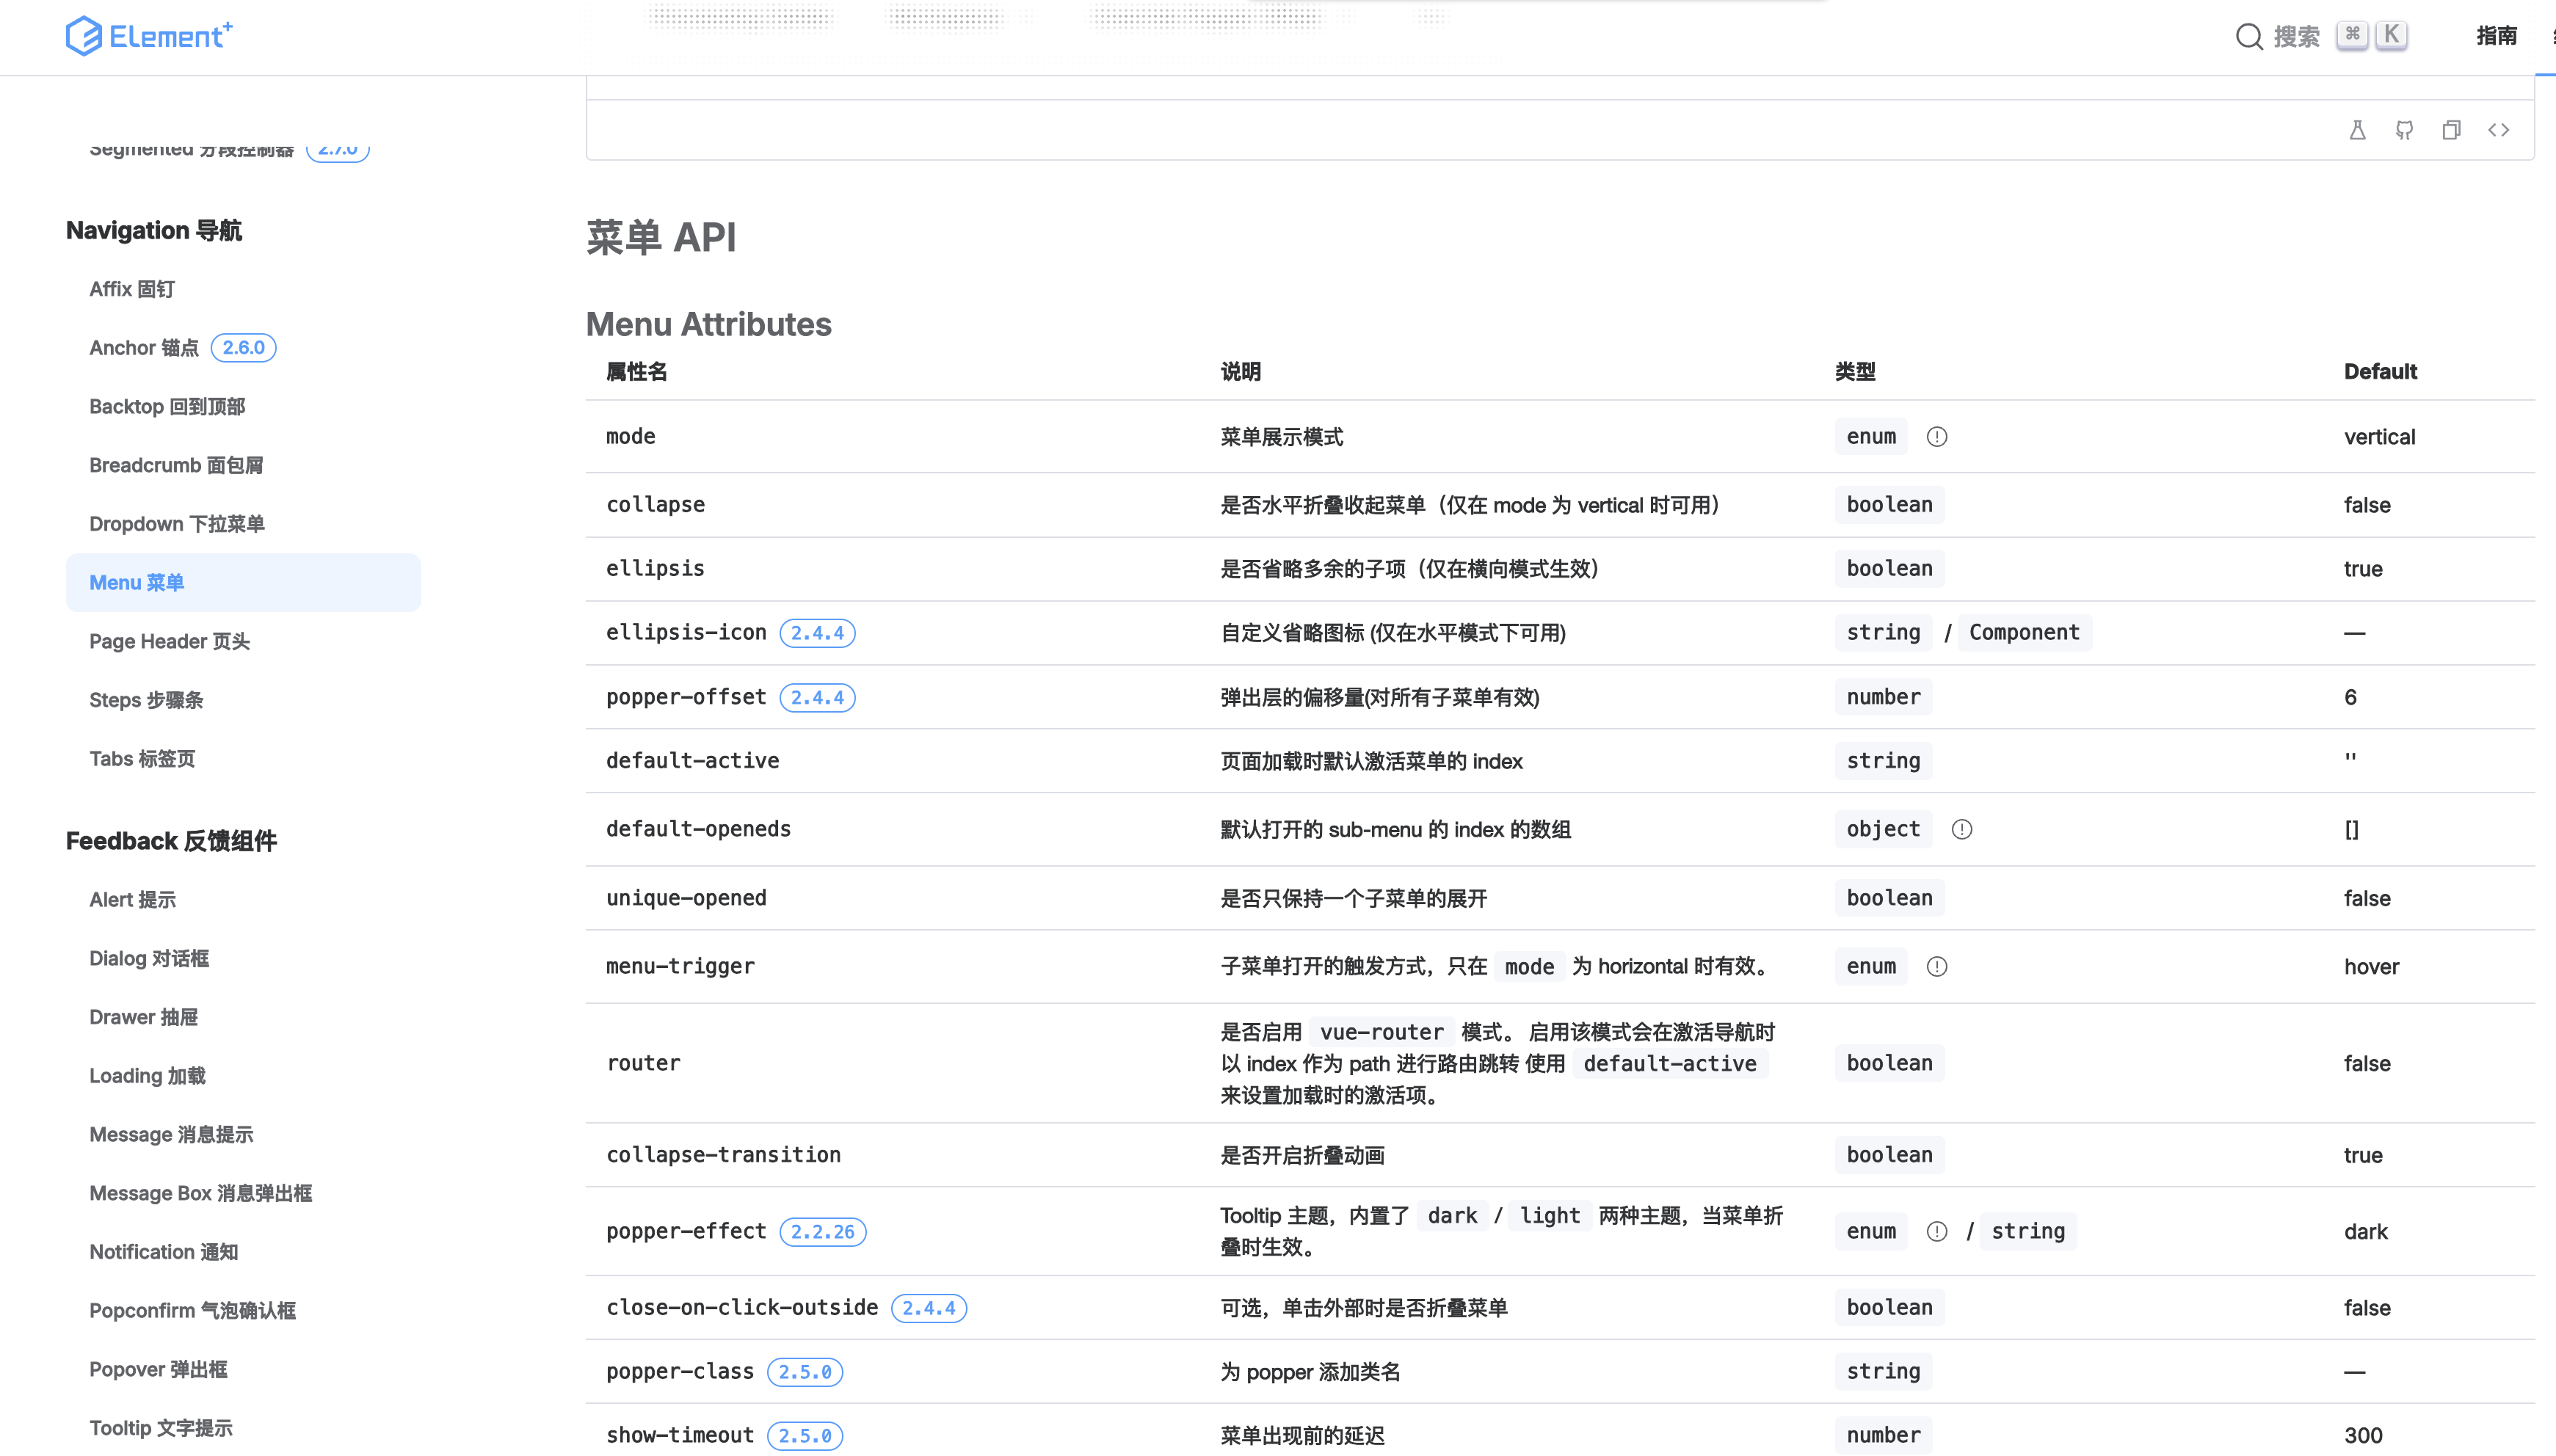 Element+
搜索 ⌘ K
指南
Segmented 分段控制器 2.7.0
Navigation 导航
Affix 固钉
Anchor 锚点 2.6.0
Backtop 回到顶部
Breadcrumb 面包屑
Dropdown 下拉菜单
Menu 菜单
Page Header 页头
Steps 步骤条
Tabs 标签页
Feedback 反馈组件
Alert 提示
Dialog 对话框
Drawer 抽屉
Loading 加载
Message 消息提示
Message Box 消息弹出框
Notification 通知
Popconfirm 气泡确认框
Popover 弹出框
Tooltip 文字提示
菜单 API
Menu Attributes
属性名 说明 类型 Default
mode 菜单展示模式 enum vertical
collapse 是否水平折叠收起菜单（仅在 mode 为 vertical 时可用） boolean false
ellipsis 是否省略多余的子项（仅在横向模式生效） boolean true
ellipsis-icon 2.4.4 自定义省略图标 (仅在水平模式下可用) string / Component —
popper-offset 2.4.4 弹出层的偏移量(对所有子菜单有效) number 6
default-active 页面加载时默认激活菜单的 index string ''
default-openeds 默认打开的 sub-menu 的 index 的数组 object []
unique-opened 是否只保持一个子菜单的展开 boolean false
menu-trigger 子菜单打开的触发方式，只在 mode 为 horizontal 时有效。 enum hover
router 是否启用 vue-router 模式。 启用该模式会在激活导航时
以 index 作为 path 进行路由跳转 使用 default-active
来设置加载时的激活项。 boolean false
collapse-transition 是否开启折叠动画 boolean true
popper-effect 2.2.26 Tooltip 主题，内置了 dark / light 两种主题，当菜单折
叠时生效。 enum / string dark
close-on-click-outside 2.4.4 可选，单击外部时是否折叠菜单 boolean false
popper-class 2.5.0 为 popper 添加类名 string —
show-timeout 2.5.0 菜单出现前的延迟 number 300